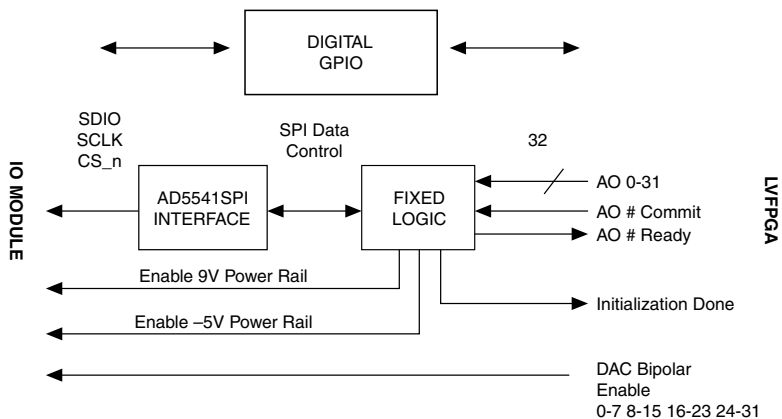 DIGITAL
GPIO
SDIO
SCLK
CS_n
SPI Data
Control
32
IO MODULE
AD5541SPI
INTERFACE
FIXED
LOGIC
AO 0-31
AO # Commit
AO # Ready
LVFPGA
Enable 9V Power Rail
Initialization Done
Enable –5V Power Rail
DAC Bipolar
Enable
0-7 8-15 16-23 24-31